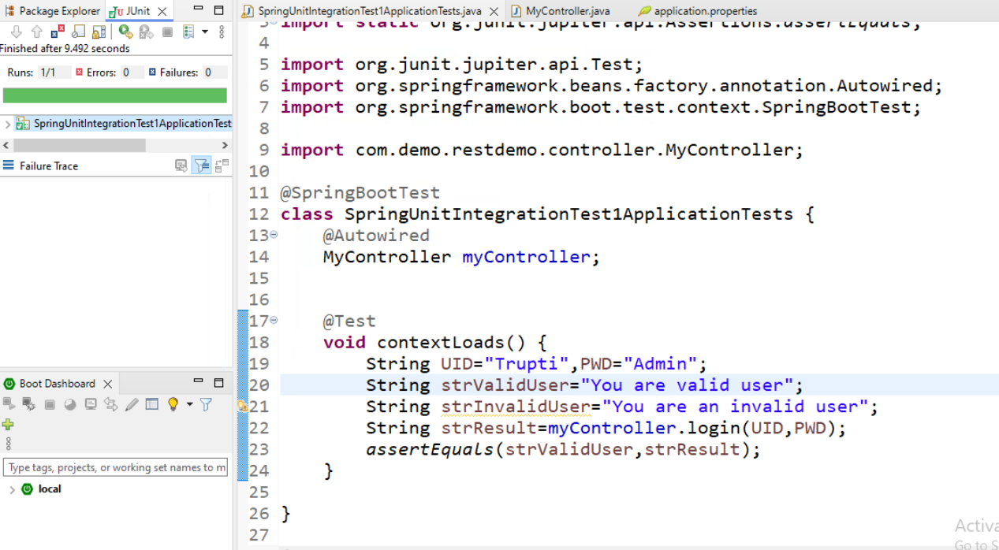 Package Explorer
JUnit
Finished after 9.492 seconds
Runs: 1/1
Errors: 0
Failures: 0
SpringUnitIntegrationTest1ApplicationTest
Failure Trace
Boot Dashboard
Type tags, projects, or working set names to m
local
SpringUnitIntegrationTest1ApplicationTests.java
MyController.java
application.properties
3 import static org.junit.jupiter.api.Assertions.assertEquals;
4
5 import org.junit.jupiter.api.Test;
6 import org.springframework.beans.factory.annotation.Autowired;
7 import org.springframework.boot.test.context.SpringBootTest;
8
9 import com.demo.restdemo.controller.MyController;
10
11 @SpringBootTest
12 class SpringUnitIntegrationTest1ApplicationTests {
13 @Autowired
14 MyController myController;
15
16
17 @Test
18 void contextLoads() {
19 String UID="Trupti",PWD="Admin";
20 String strValidUser="You are valid user";
21 String strInvalidUser="You are an invalid user";
22 String strResult=myController.login(UID,PWD);
23 assertEquals(strValidUser,strResult);
24 }
25
26 }
27
Activa
Go to S